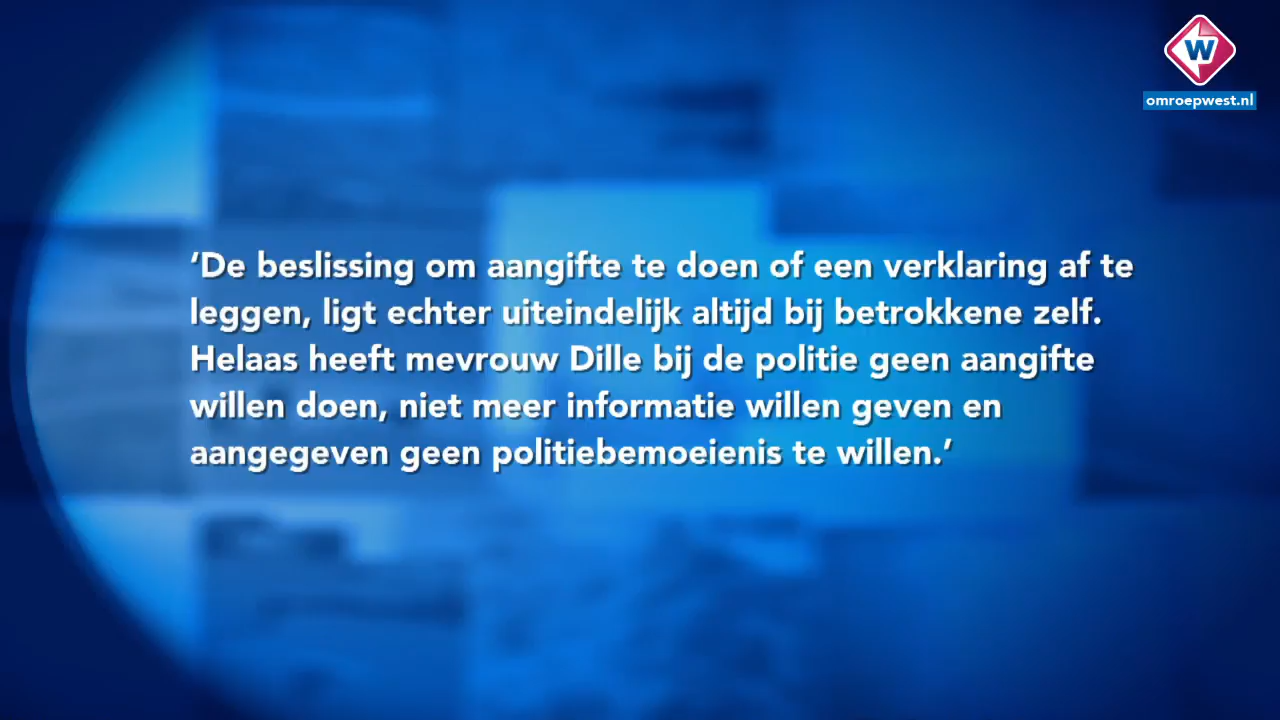 W
omroepwest.nl
‘De beslissing om aangifte te doen of een verklaring af te
leggen, ligt echter uiteindelijk altijd bij betrokkene zelf.
Helaas heeft mevrouw Dille bij de politie geen aangifte
willen doen, niet meer informatie willen geven en
aangegeven geen politiebemoeienis te willen.’